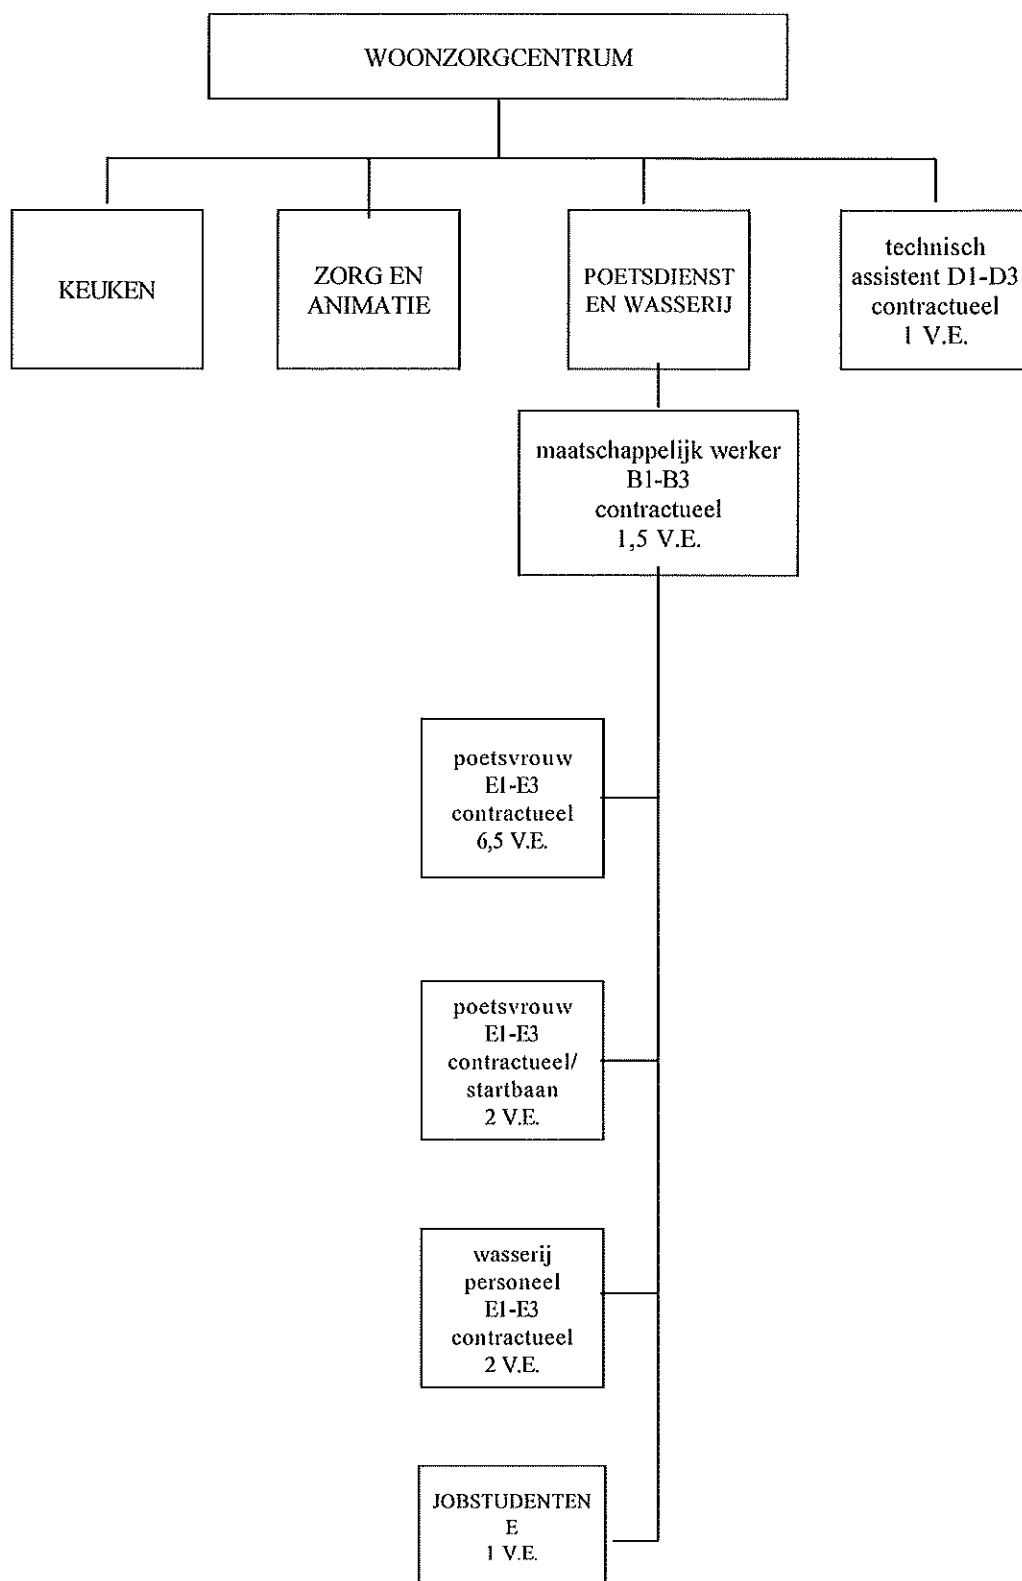 WOONZORGCENTRUM
KEUKEN
ZORG EN
ANIMATIE
POETSDIENST
EN WASSERIJ
technisch
assistent D1-D3
contractueel
1 V.E.
maatschappelijk werker
B1-B3
contractueel
1,5 V.E.
poetsvrouw
E1-E3
contractueel
6,5 V.E.
poetsvrouw
E1-E3
contractueel/
startbaan
2 V.E.
wasserij
personeel
E1-E3
contractueel
2 V.E.
JOBSTUDENTEN
E
1 V.E.